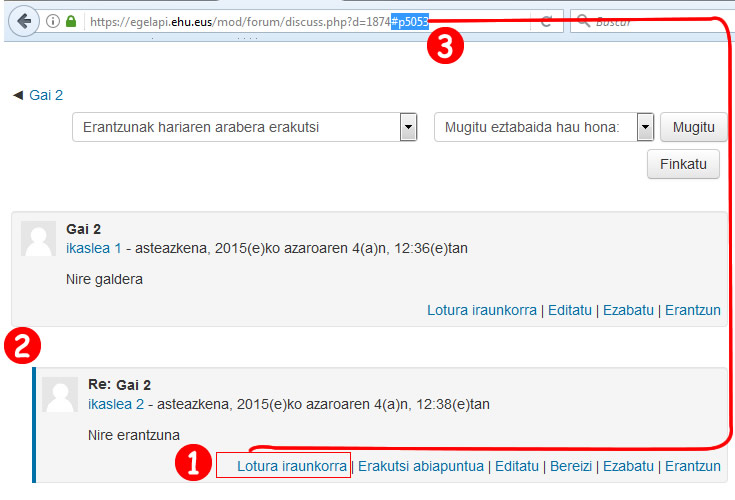 https://egelapi.ehu.eus/mod/forum/discuss.php?d=1874#p5053
Buscar
3
◄ Gai 2
Erantzunak hariaren arabera erakutsi
Mugitu eztabaida hau hona:
Mugitu
Finkatu
Gai 2
ikaslea 1 - asteazkena, 2015(e)ko azaroaren 4(a)n, 12:36(e)tan
Nire galdera
Lotura iraunkorra | Editatu | Ezabatu | Erantzun
2
Re: Gai 2
ikaslea 2 - asteazkena, 2015(e)ko azaroaren 4(a)n, 12:38(e)tan
Nire erantzuna
1
Lotura iraunkorra | Erakutsi abiapuntua | Editatu | Bereizi | Ezabatu | Erantzun